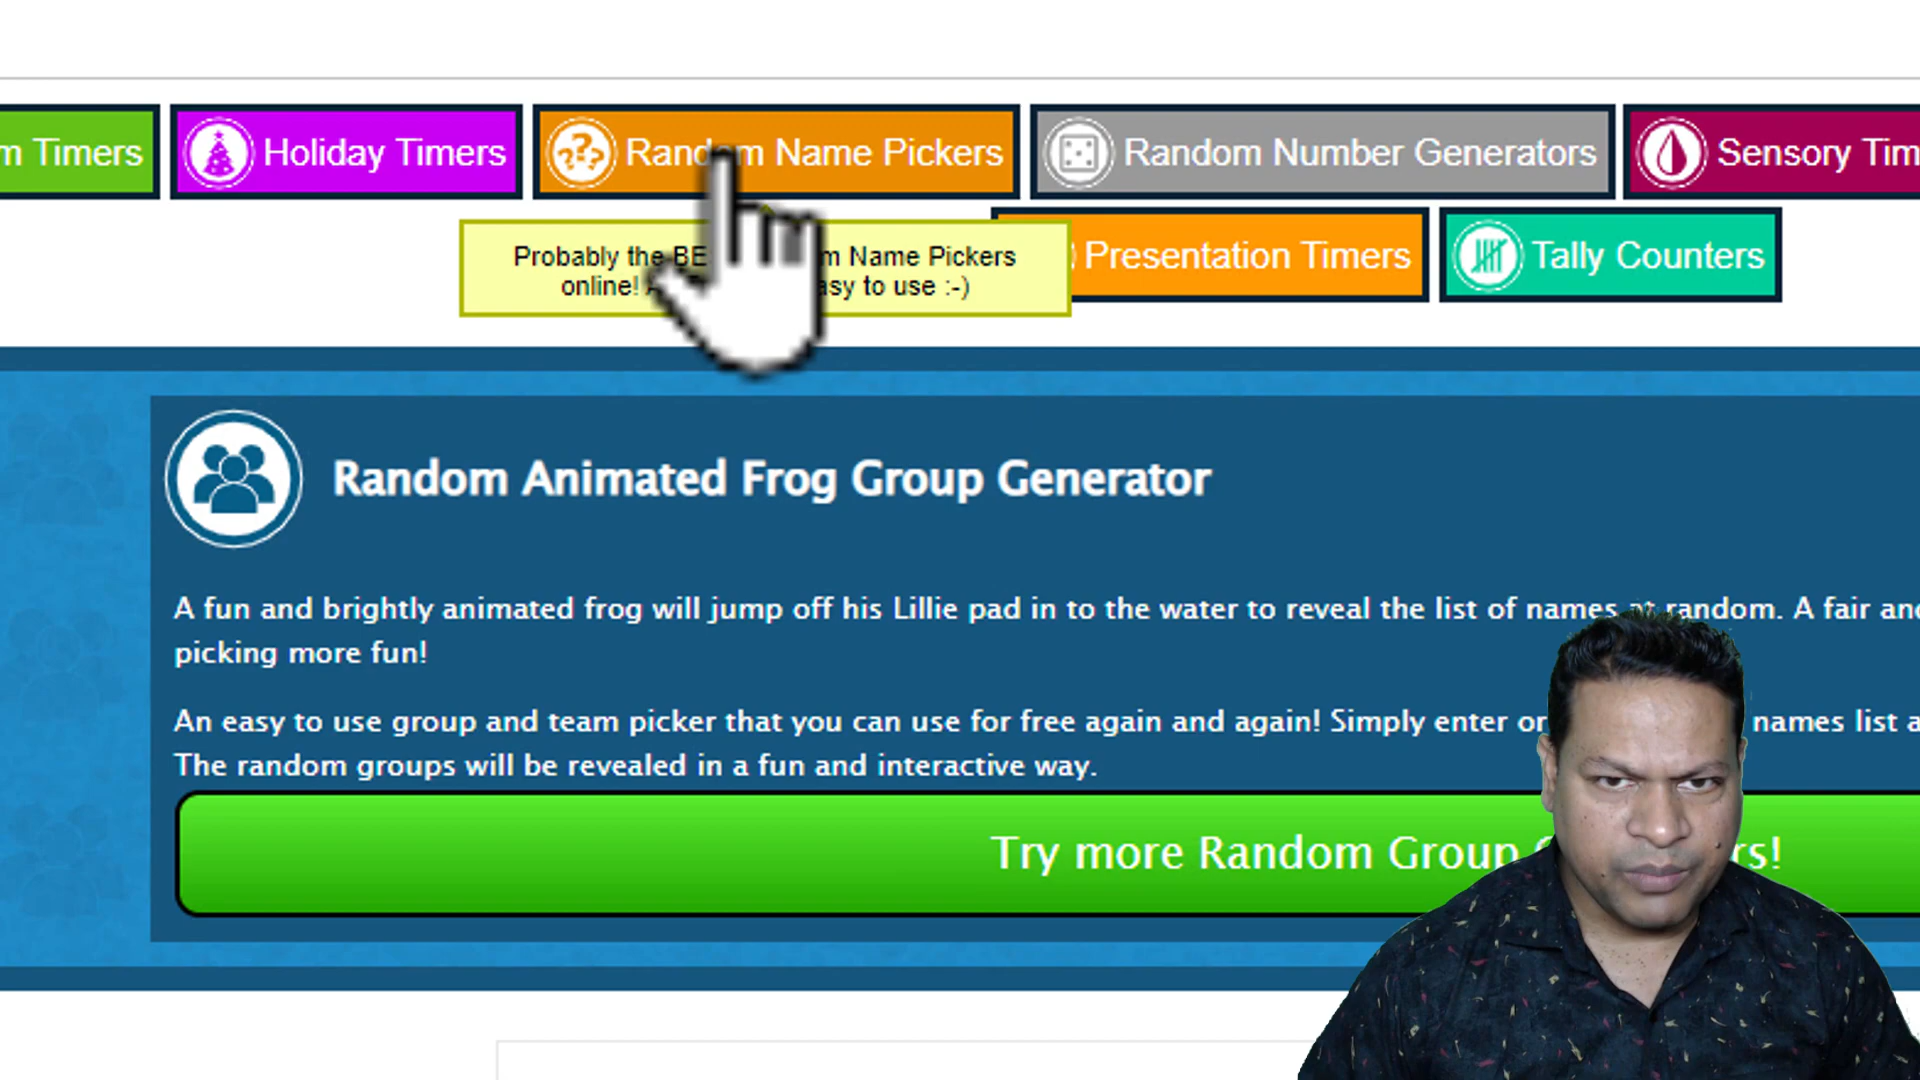 m Timers
Holiday Timers
Random Name Pickers
Random Number Generators
Sensory Tim
Probably the BE m Name Pickers
online! asy to use :-)
Presentation Timers
Tally Counters
Random Animated Frog Group Generator
A fun and brightly animated frog will jump off his Lillie pad in to the water to reveal the list of names at random. A fair and
picking more fun!
An easy to use group and team picker that you can use for free again and again! Simply enter or names list a
The random groups will be revealed in a fun and interactive way.
Try more Random Group rs!